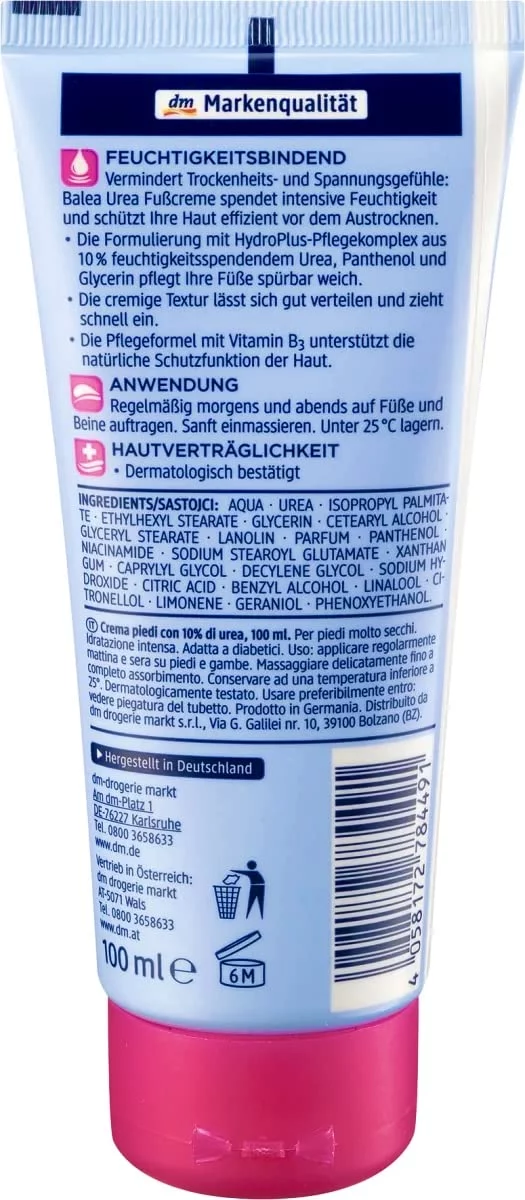 dm Markenqualität
FEUCHTIGKEITSBINDEND
Vermindert Trockenheits- und Spannungsgefühle:
Balea Urea Fußcreme spendet intensive Feuchtigkeit
und schützt Ihre Haut effizient vor dem Austrocknen.
• Die Formulierung mit HydroPlus-Pflegekomplex aus
10 % feuchtigkeitsspendendem Urea, Panthenol und
Glycerin pflegt Ihre Füße spürbar weich.
• Die cremige Textur lässt sich gut verteilen und zieht
schnell ein.
• Die Pflegeformel mit Vitamin B3 unterstützt die
natürliche Schutzfunktion der Haut.
ANWENDUNG
Regelmäßig morgens und abends auf Füße und
Beine auftragen. Sanft einmassieren. Unter 25 °C lagern.
HAUTVERTRÄGLICHKEIT
• Dermatologisch bestätigt
INGREDIENTS/SASTOJCI: AQUA · UREA · ISOPROPYL PALMITA-
TE · ETHYLHEXYL STEARATE · GLYCERIN · CETEARYL ALCOHOL ·
GLYCERYL STEARATE · LANOLIN · PARFUM · PANTHENOL ·
NIACINAMIDE · SODIUM STEAROYL GLUTAMATE · XANTHAN
GUM · CAPRYLYL GLYCOL · DECYLENE GLYCOL · SODIUM HY-
DROXIDE · CITRIC ACID · BENZYL ALCOHOL · LINALOOL · CI-
TRONELLOL · LIMONENE · GERANIOL · PHENOXYETHANOL.
IT Crema piedi con 10% di urea, 100 ml. Per piedi molto secchi.
Idratazione intensa. Adatta a diabetici. Uso: applicare regolarmente
mattina e sera su piedi e gambe. Massaggiare delicatamente fino a
completo assorbimento. Conservare ad una temperatura inferiore a
25°. Dermatologicamente testato. Usare preferibilmente entro:
vedere piegatura del tubetto. Prodotto in Germania. Distribuito da
dm drogerie markt s.r.l., Via G. Galilei nr. 10, 39100 Bolzano (BZ).
Hergestellt in Deutschland
dm-drogerie markt
Am dm-Platz 1
DE-76227 Karlsruhe
Tel. 0800 3658633
www.dm.de
Vertrieb in Österreich:
dm drogerie markt
AT-5071 Wals
Tel. 0800 3658633
www.dm.at
100 ml e
6 M
4 058172 784491